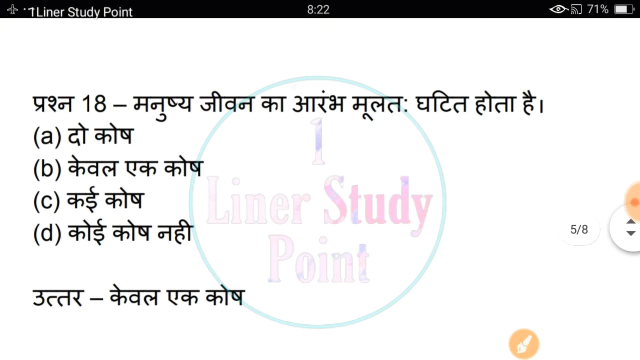 1Liner Study Point
8:22
71%
प्रश्न 18 – मनुष्य जीवन का आरंभ मूलत: घटित होता है।
(a) दो कोष
(b) केवल एक कोष
(c) कई कोष
(d) कोई कोष नही
1
Liner Study
Point
5/8
उत्तर – केवल एक कोष